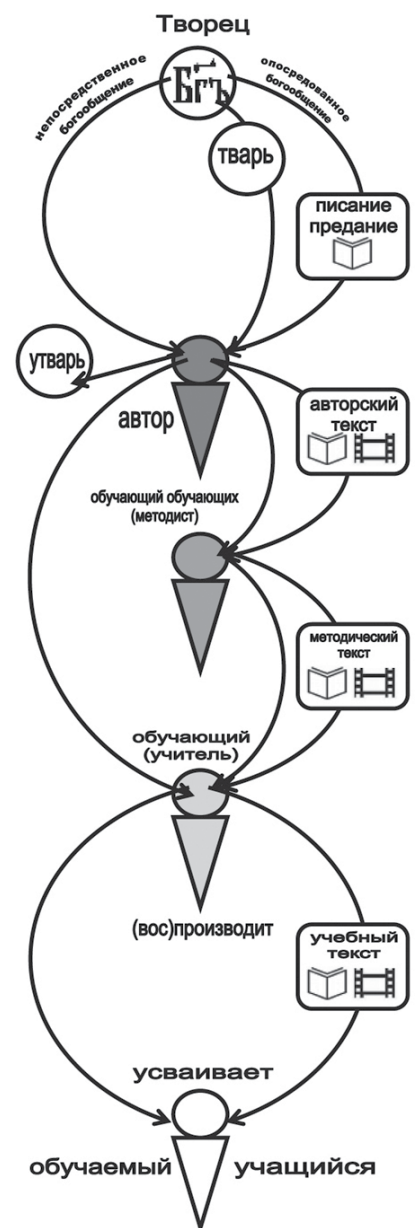 Творец
непосредственное
богообщение
опосредованное
богообщение
Бгъ
тварь
писание
предание
утварь
автор
авторский
текст
обучающий обучающих
(методист)
методический
текст
обучающий
(учитель)
(вос)производит
учебный
текст
усваивает
обучаемый
учащийся